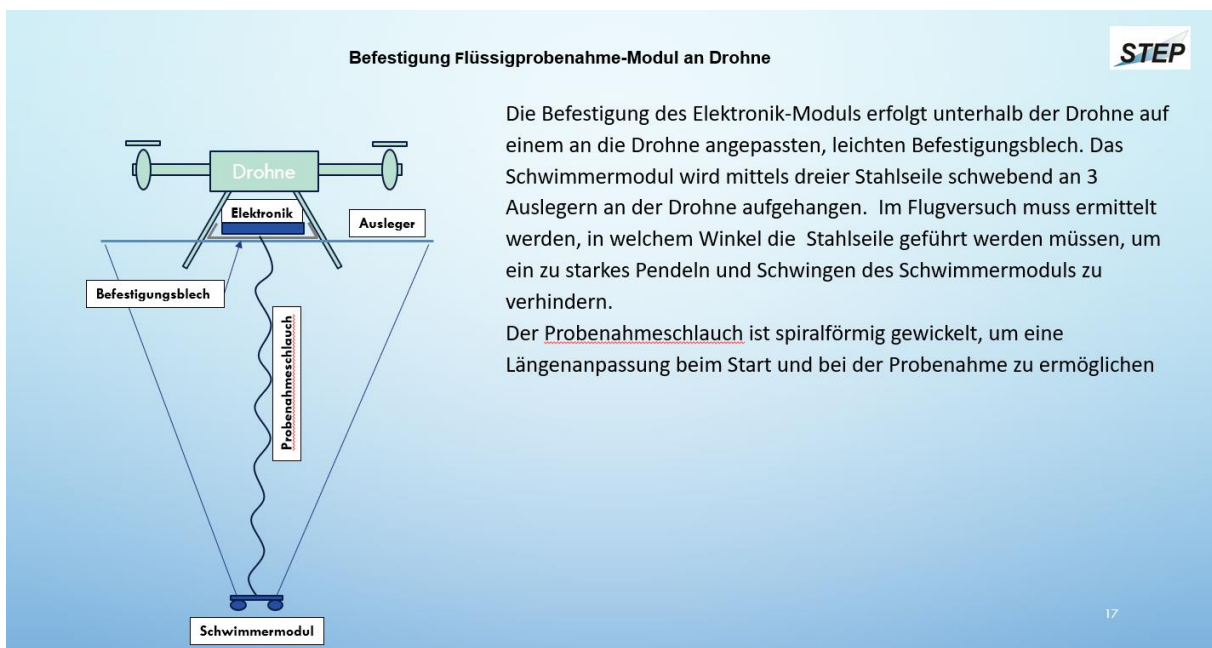 Befestigung Flüssigprobenahme-Modul an Drohne
STEP
Die Befestigung des Elektronik-Moduls erfolgt unterhalb der Drohne auf
einem an die Drohne angepassten, leichten Befestigungsblech. Das
Schwimmermodul wird mittels dreier Stahlseile schwebend an 3
Auslegern an der Drohne aufgehangen.  Im Flugversuch muss ermittelt
werden, in welchem Winkel die  Stahlseile geführt werden müssen, um
ein zu starkes Pendeln und Schwingen des Schwimmermoduls zu
verhindern.
Der Probenahmeschlauch ist spiralförmig gewickelt, um eine
Längenanpassung beim Start und bei der Probenahme zu ermöglichen
Drohne
Elektronik
Ausleger
Befestigungsblech
Probenahmeschlauch
Schwimmermodul
17